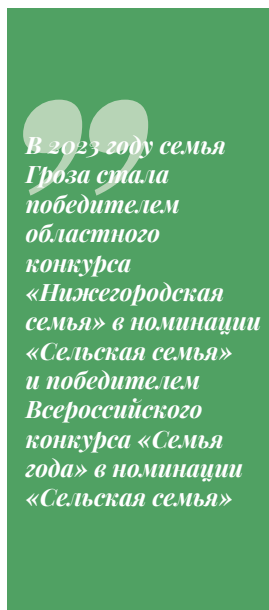 В 2023 году семья
Гроза стала
победителем
областного
конкурса
«Нижегородская
семья» в номинации
«Сельская семья»
и победителем
Всероссийского
конкурса «Семья
года» в номинации
«Сельская семья»